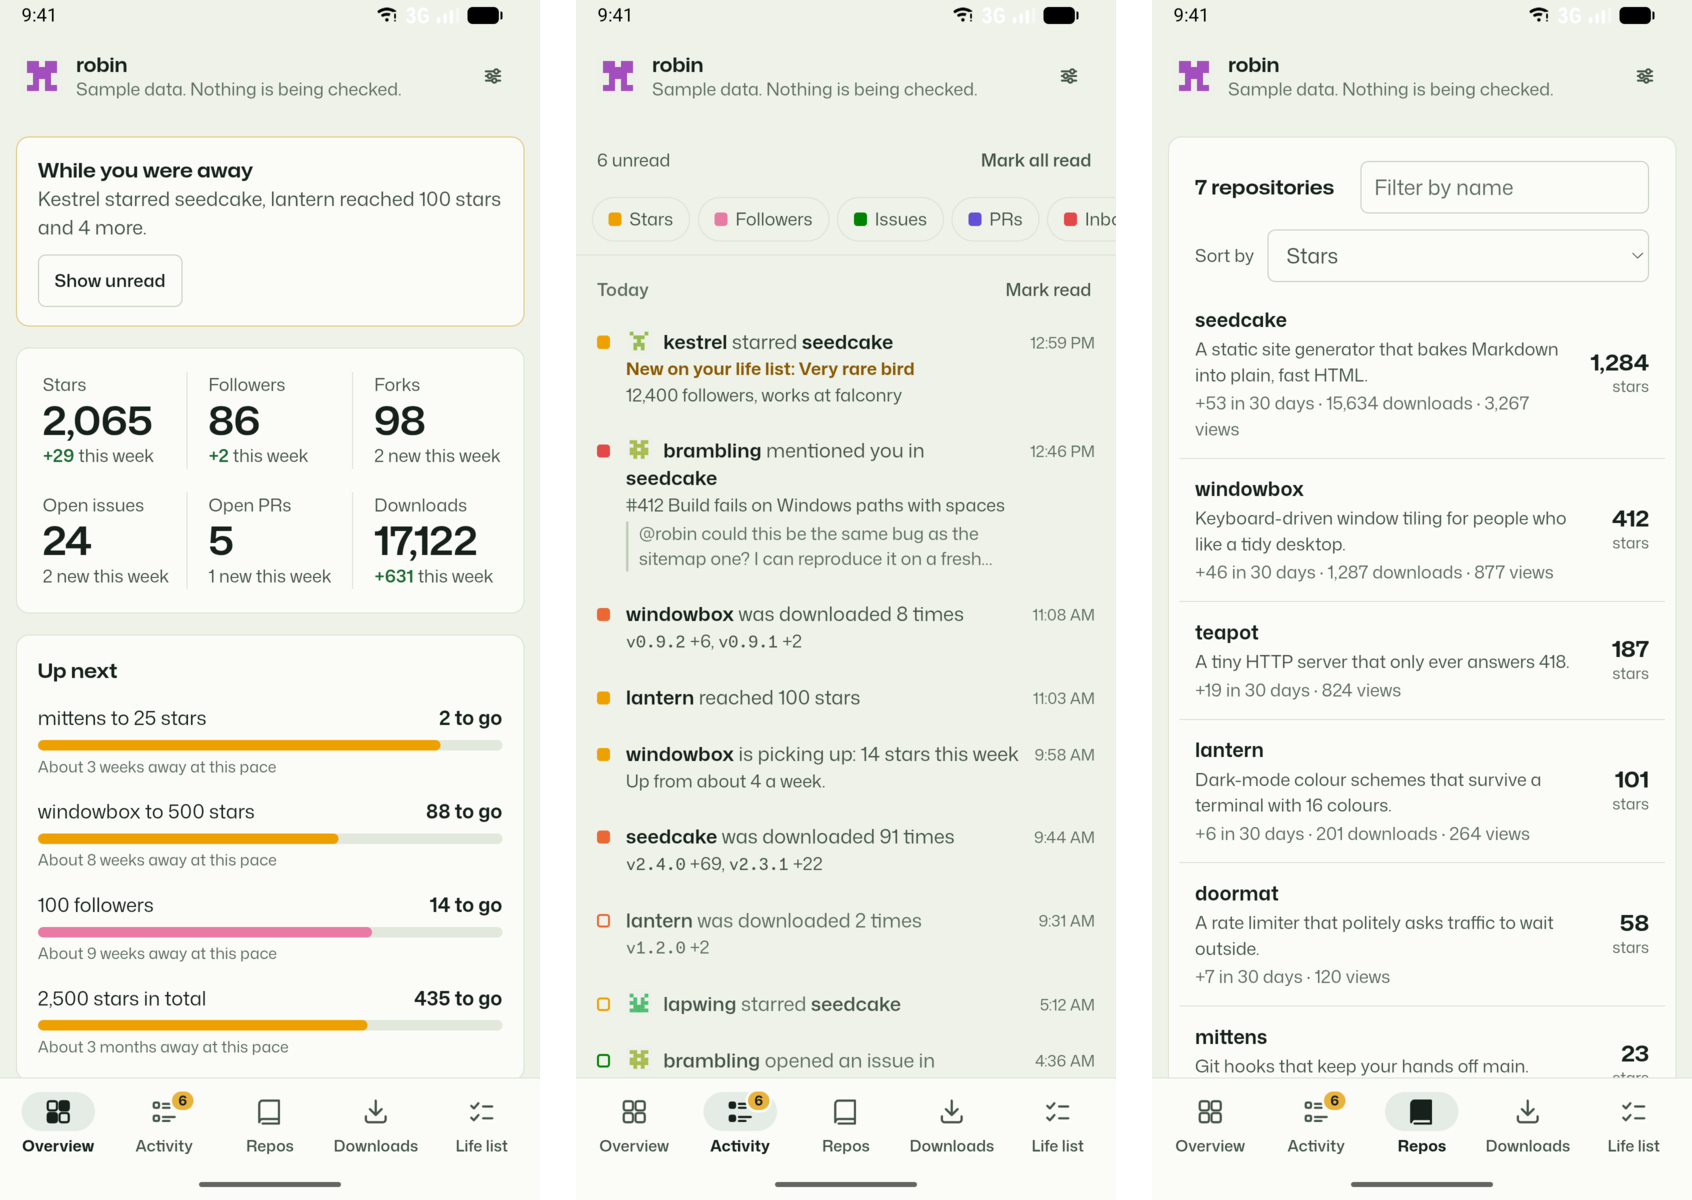 9:41
3G
robin
Sample data. Nothing is being checked.
While you were away
Kestrel starred seedcake, lantern reached 100 stars
and 4 more.
Show unread
Stars
2,065
+29 this week
Followers
86
+2 this week
Forks
98
2 new this week
Open issues
24
2 new this week
Open PRs
5
1 new this week
Downloads
17,122
+631 this week
Up next
mittens to 25 stars
2 to go
About 3 weeks away at this pace
windowbox to 500 stars
88 to go
About 8 weeks away at this pace
100 followers
14 to go
About 9 weeks away at this pace
2,500 stars in total
435 to go
About 3 months away at this pace
6
Overview
Activity
Repos
Downloads
Life list
9:41
3G
robin
Sample data. Nothing is being checked.
6 unread
Mark all read
Stars
Followers
Issues
PRs
Inbo
Today
Mark read
kestrel starred seedcake
12:59 PM
New on your life list: Very rare bird
12,400 followers, works at falconry
brambling mentioned you in
12:46 PM
seedcake
#412 Build fails on Windows paths with spaces
@robin could this be the same bug as the
sitemap one? I can reproduce it on a fresh...
windowbox was downloaded 8 times
11:08 AM
v0.9.2 +6, v0.9.1 +2
lantern reached 100 stars
11:03 AM
windowbox is picking up: 14 stars this week
9:58 AM
Up from about 4 a week.
seedcake was downloaded 91 times
9:44 AM
v2.4.0 +69, v2.3.1 +22
lantern was downloaded 2 times
9:31 AM
v1.2.0 +2
lapwing starred seedcake
5:12 AM
brambling opened an issue in
4:36 AM
6
Overview
Activity
Repos
Downloads
Life list
9:41
3G
robin
Sample data. Nothing is being checked.
7 repositories
Filter by name
Sort by
Stars
seedcake
A static site generator that bakes Markdown
into plain, fast HTML.
+53 in 30 days · 15,634 downloads · 3,267
views
1,284
stars
windowbox
Keyboard-driven window tiling for people who
like a tidy desktop.
+46 in 30 days · 1,287 downloads · 877 views
412
stars
teapot
A tiny HTTP server that only ever answers 418.
+19 in 30 days · 824 views
187
stars
lantern
Dark-mode colour schemes that survive a
terminal with 16 colours.
+6 in 30 days · 201 downloads · 264 views
101
stars
doormat
A rate limiter that politely asks traffic to wait
outside.
+7 in 30 days · 120 views
58
stars
mittens
Git hooks that keep your hands off main.
23
stars
6
Overview
Activity
Repos
Downloads
Life list